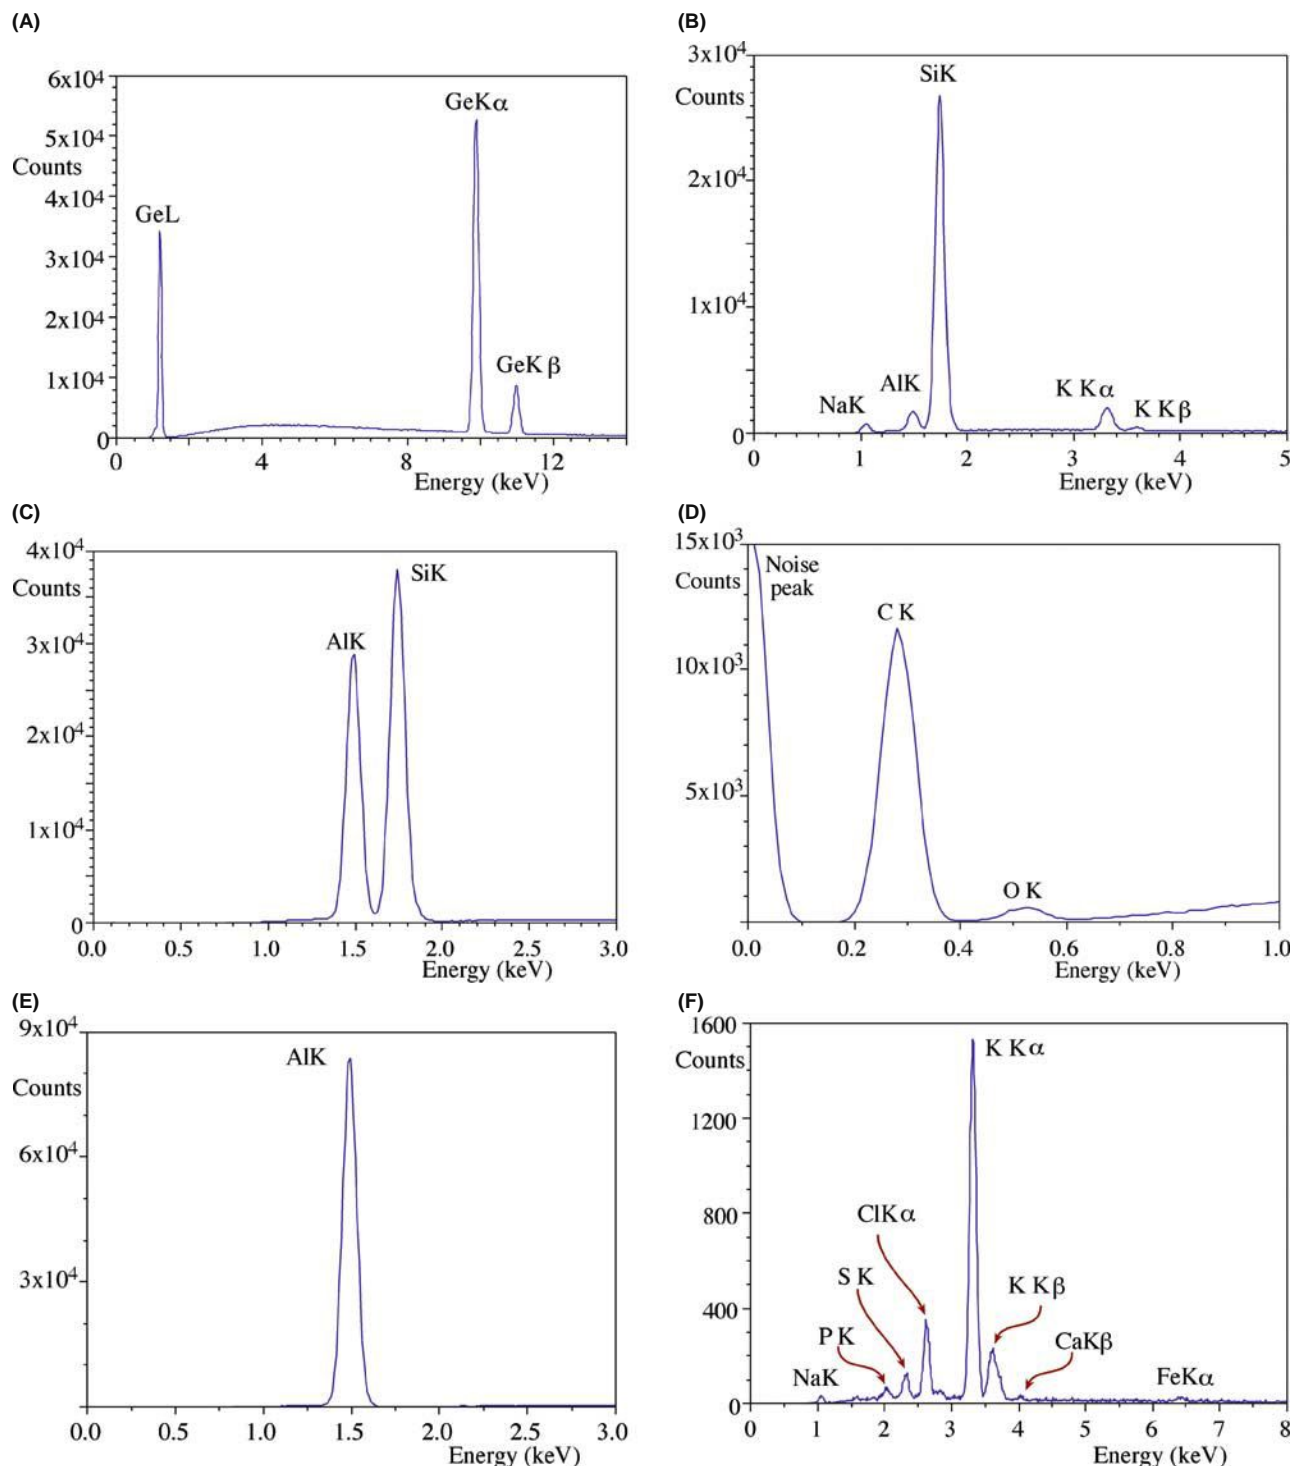 (A)
6x10⁴
5x10⁴
Counts
4x10⁴
3x10⁴
2x10⁴
1x10⁴
0
GeL
GeKα
GeK β
0 4 8 12
Energy (keV)
(B)
3x10⁴
Counts
2x10⁴
1x10⁴
0
SiK
NaK
AlK
K Kα
K Kβ
0 1 2 3 4 5
Energy (keV)
(C)
4x10⁴
Counts
3x10⁴
2x10⁴
1x10⁴
0
AlK
SiK
0.0 0.5 1.0 1.5 2.0 2.5 3.0
Energy (keV)
(D)
15x10³
Counts
10x10³
5x10³
Noise
peak
C K
O K
0.0 0.2 0.4 0.6 0.8 1.0
Energy (keV)
(E)
9x10⁴
Counts
6x10⁴
3x10⁴
AlK
0.0 0.5 1.0 1.5 2.0 2.5 3.0
Energy (keV)
(F)
1600
Counts
1200
800
400
0
K Kα
ClKα
S K
P K
NaK
K Kβ
CaKβ
FeKα
0 1 2 3 4 5 6 7 8
Energy (keV)